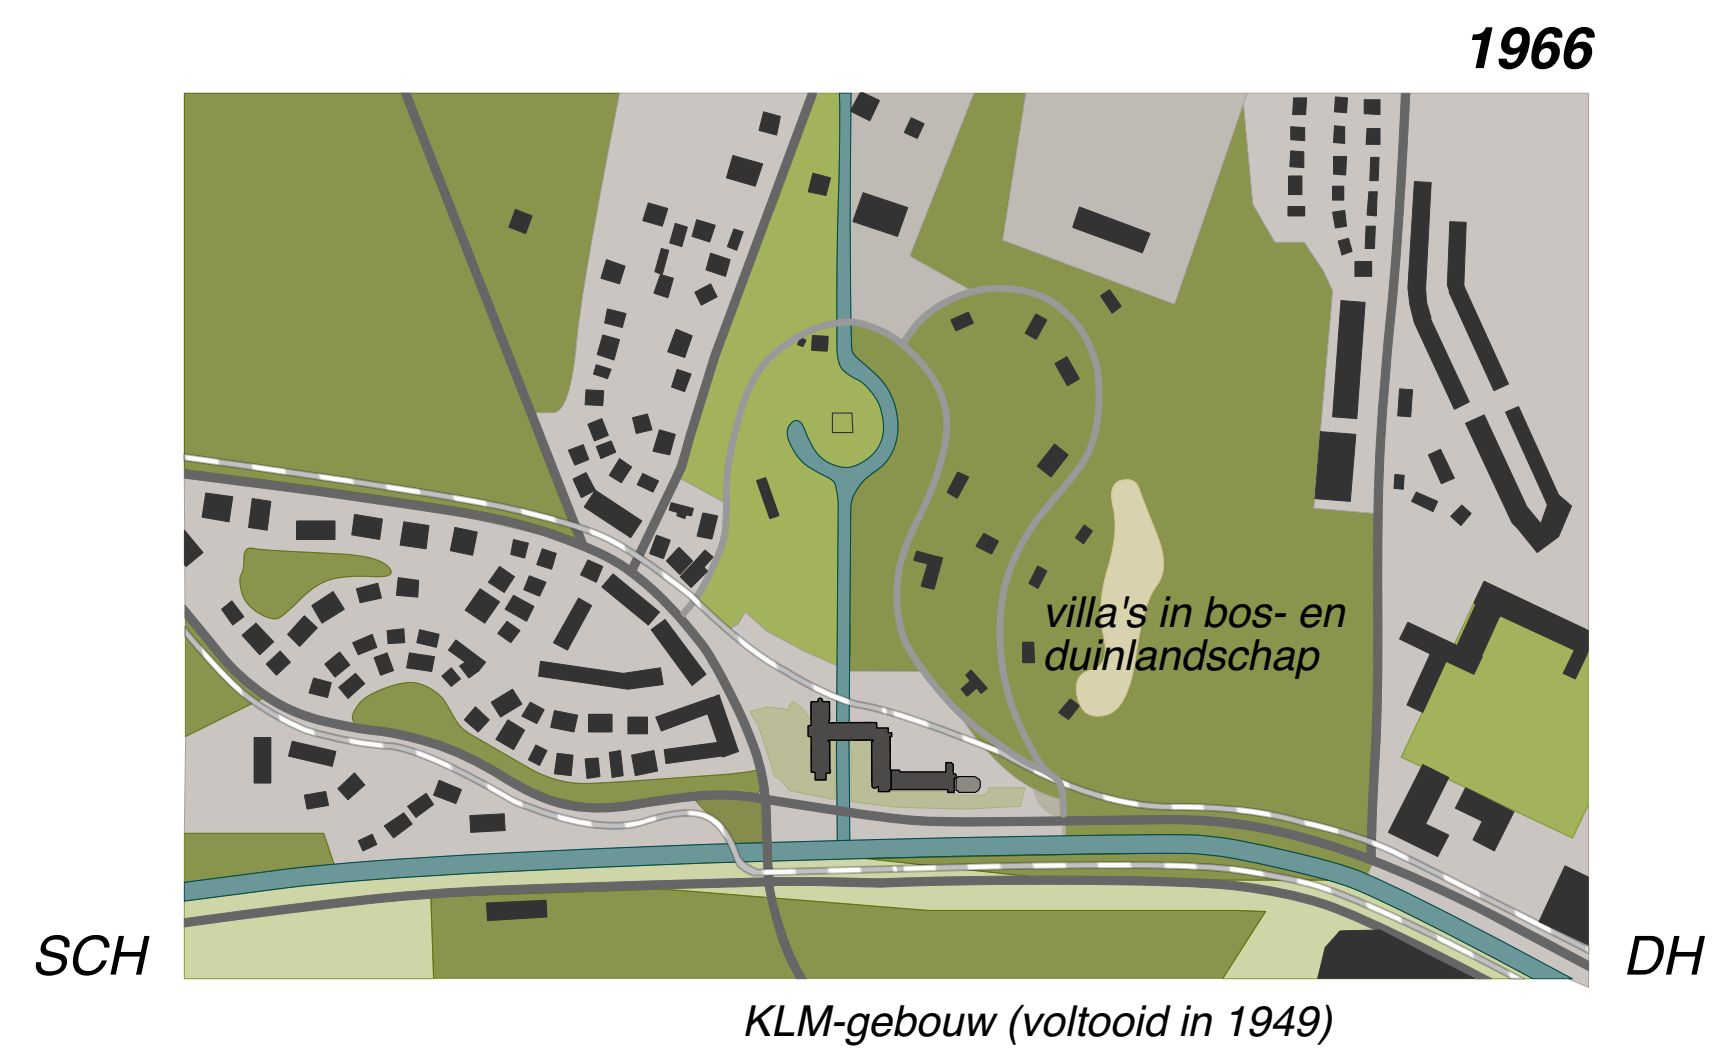 1966
villa's in bos- en
duinlandschap
SCH
DH
KLM-gebouw (voltooid in 1949)